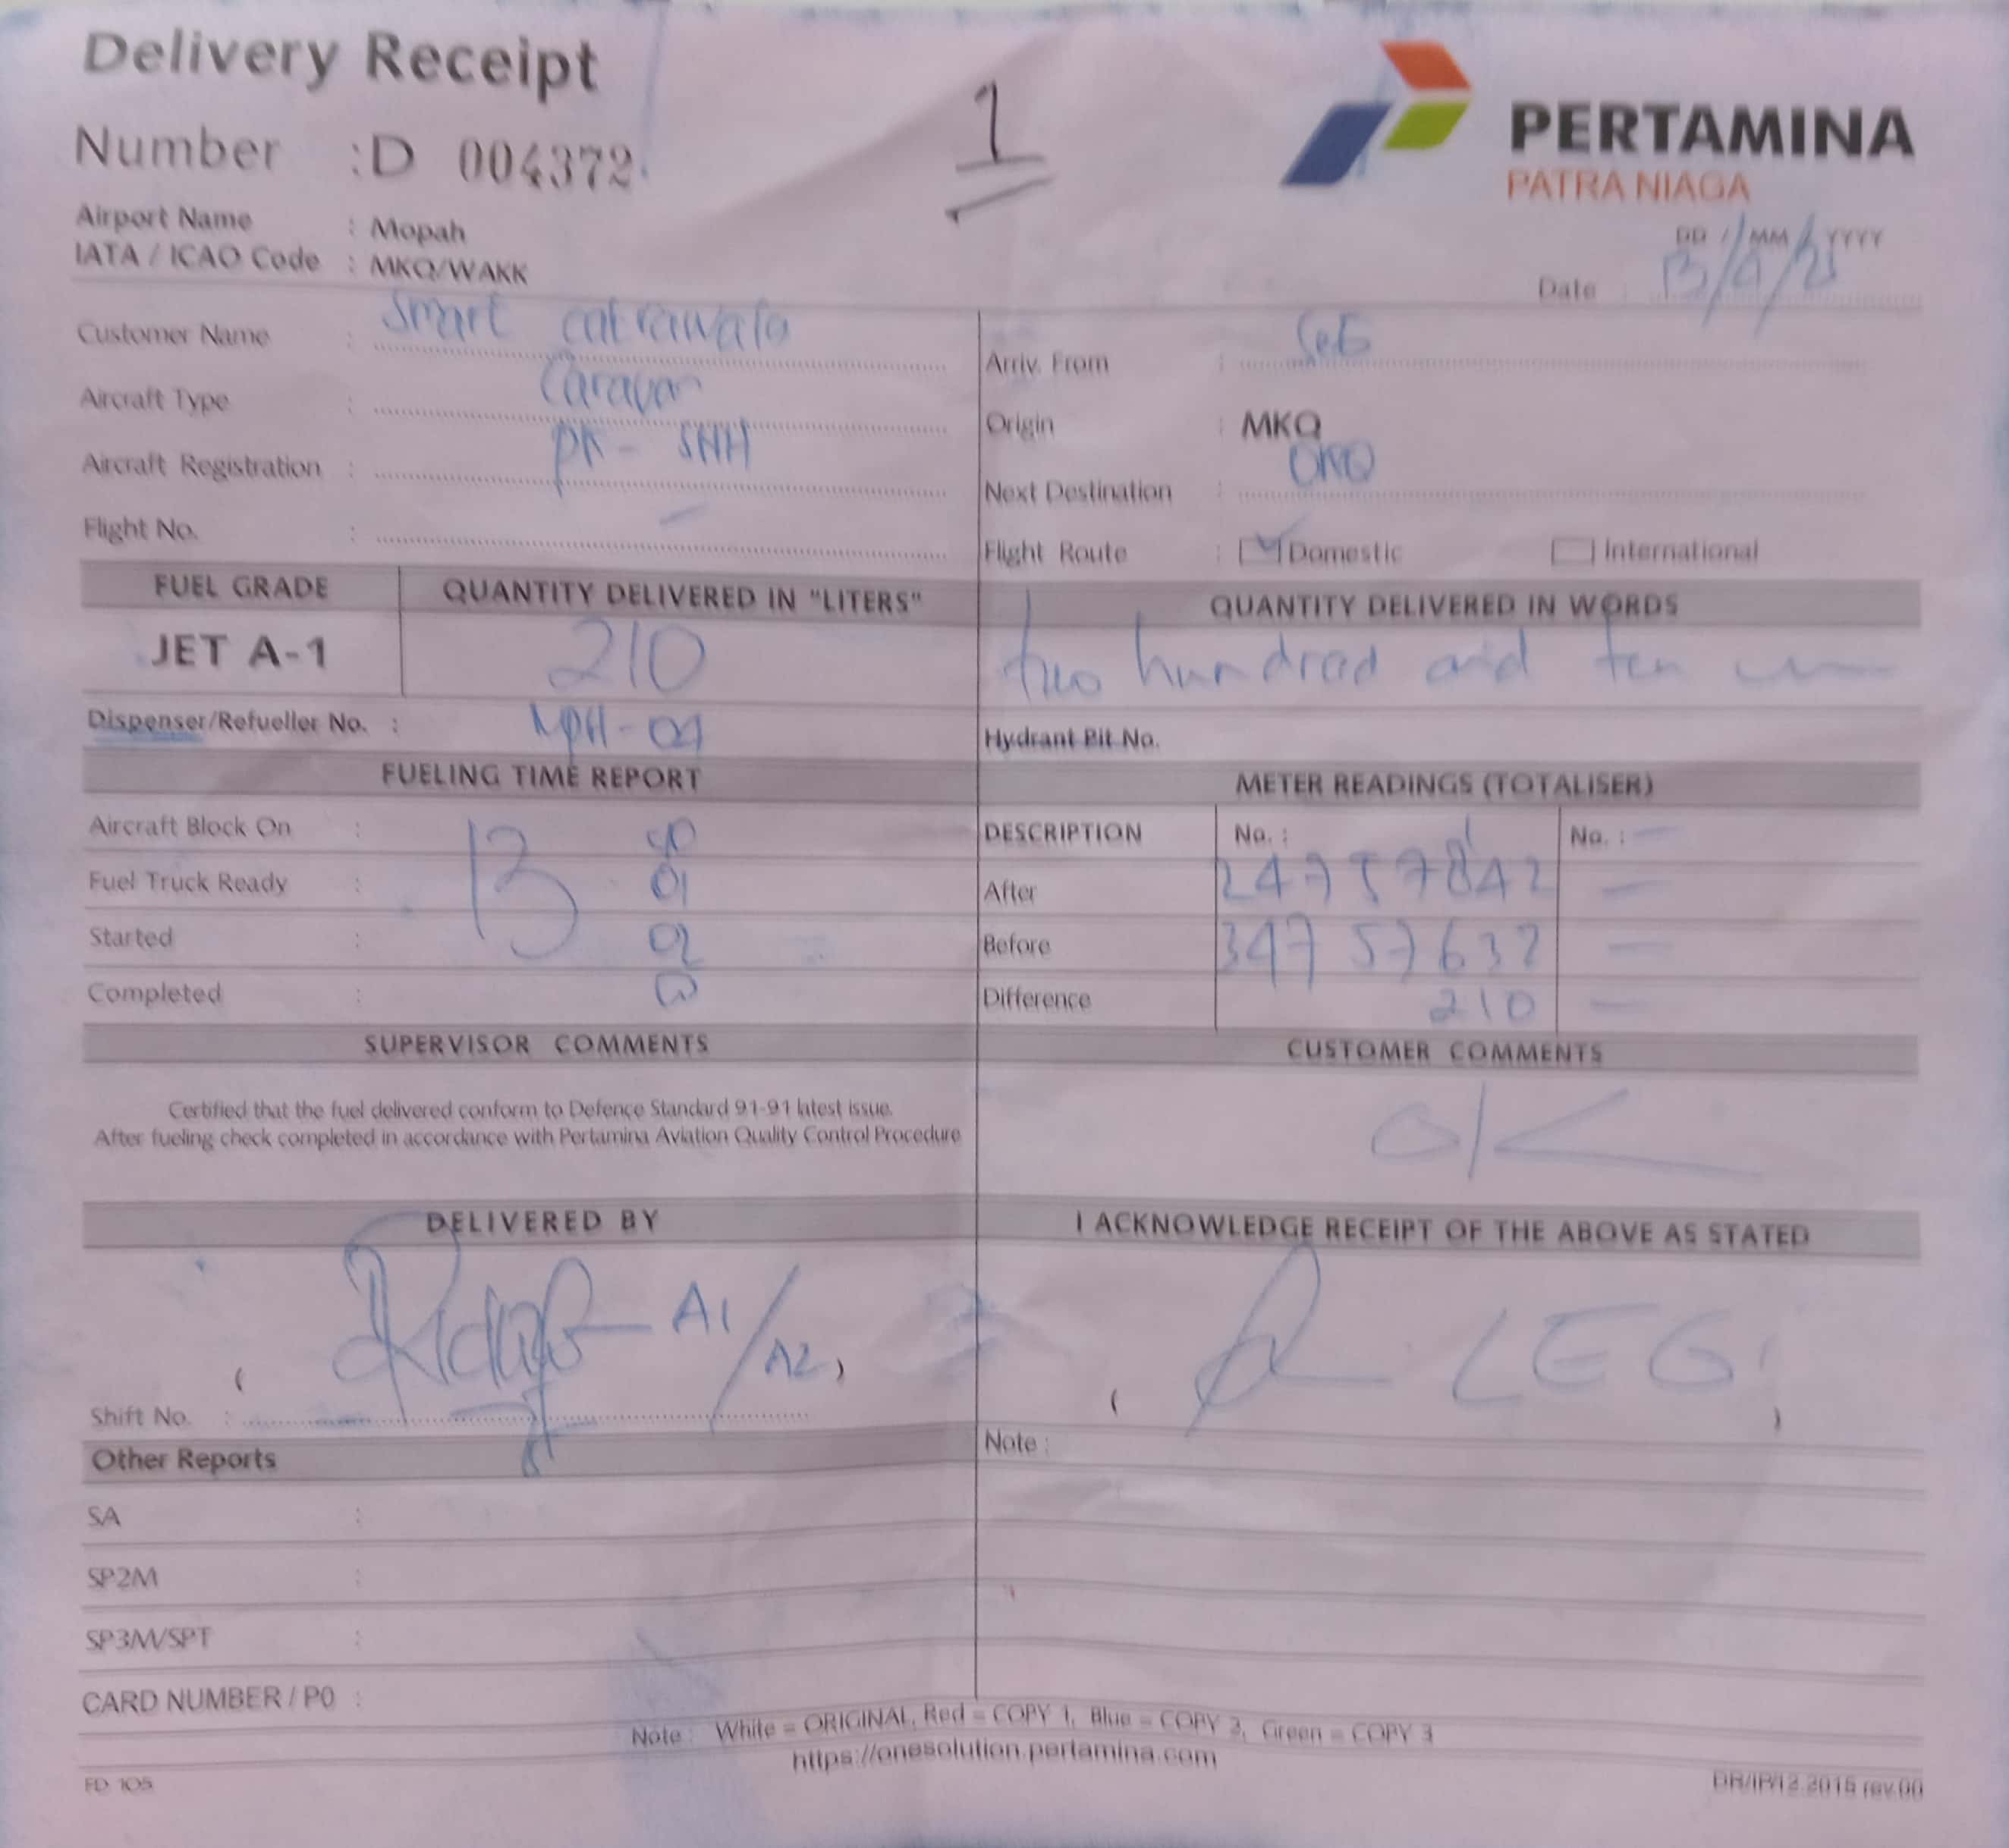 Delivery Receipt
1
PERTAMINA
PATRA NIAGA
Number : D 004372
Airport Name : Mopah
IATA / ICAO Code : MKQ/WAKK
DD / MM / YYYY
Date
Customer Name : Smart
Aircraft Type : Caravan
Aircraft Registration : PK - SNH
Flight No. : -
Arriv. From :
Origin : MKQ
Next Destination : OKQ
Flight Route : Domestic International
FUEL GRADE QUANTITY DELIVERED IN "LITERS" QUANTITY DELIVERED IN WORDS
JET A-1 210 two hundred and ten
Dispenser/Refueller No. : MPH-04
Hydrant Pit No.
FUELING TIME REPORT
Aircraft Block On : 13
Fuel Truck Ready : 01
Started : 02
Completed :
METER READINGS (TOTALISER)
DESCRIPTION No. : No. : -
After 24757842 -
Before 34757632 -
Difference 210 -
SUPERVISOR COMMENTS
Certified that the fuel delivered conform to Defence Standard 91-91 latest issue.
After fueling check completed in accordance with Pertamina Aviation Quality Control Procedure
CUSTOMER COMMENTS
OK
DELIVERED BY
( A1/A2 )
Shift No. :
I ACKNOWLEDGE RECEIPT OF THE ABOVE AS STATED
( LEGI )
Other Reports
SA :
SP2M :
SP3M/SPT :
CARD NUMBER / P0 :
Note :
Note : White = ORIGINAL, Red = COPY 1, Blue = COPY 2, Green = COPY 3
https://onesolution.pertamina.com
FD 105
DR/IP/12.2015 rev.00